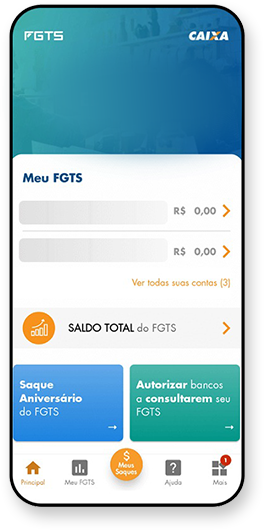 FGTS CAIXA
Meu FGTS
R$ 0,00
R$ 0,00
Ver todas suas contas (3)
SALDO TOTAL do FGTS
Saque
Aniversário
do FGTS
Autorizar bancos
a consultarem seu
FGTS
$
Meus
Saques
1
Principal
Meu FGTS
?
Ajuda
Mais